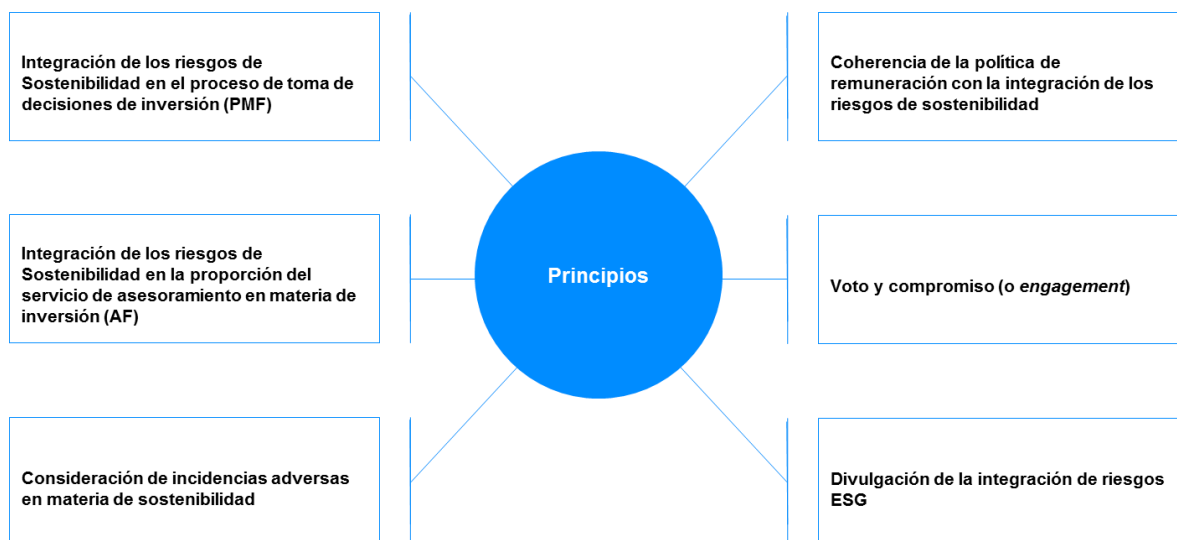 Integración de los riesgos de
Sostenibilidad en el proceso de toma de
decisiones de inversión (PMF)
Integración de los riesgos de
Sostenibilidad en la proporción del
servicio de asesoramiento en materia de
inversión (AF)
Consideración de incidencias adversas
en materia de sostenibilidad
Principios
Coherencia de la política de
remuneración con la integración de los
riesgos de sostenibilidad
Voto y compromiso (o engagement)
Divulgación de la integración de riesgos
ESG